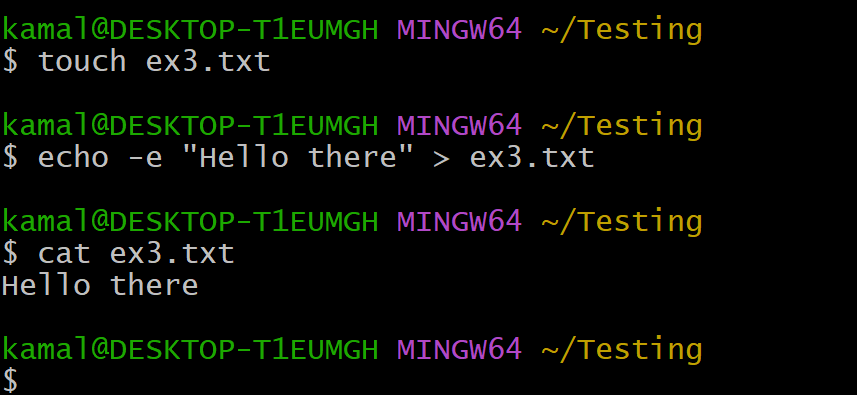 kamal@DESKTOP-T1EUMGH MINGW64 ~/Testing
$ touch ex3.txt
kamal@DESKTOP-T1EUMGH MINGW64 ~/Testing
$ echo -e "Hello there" > ex3.txt
kamal@DESKTOP-T1EUMGH MINGW64 ~/Testing
$ cat ex3.txt
Hello there
kamal@DESKTOP-T1EUMGH MINGW64 ~/Testing
$